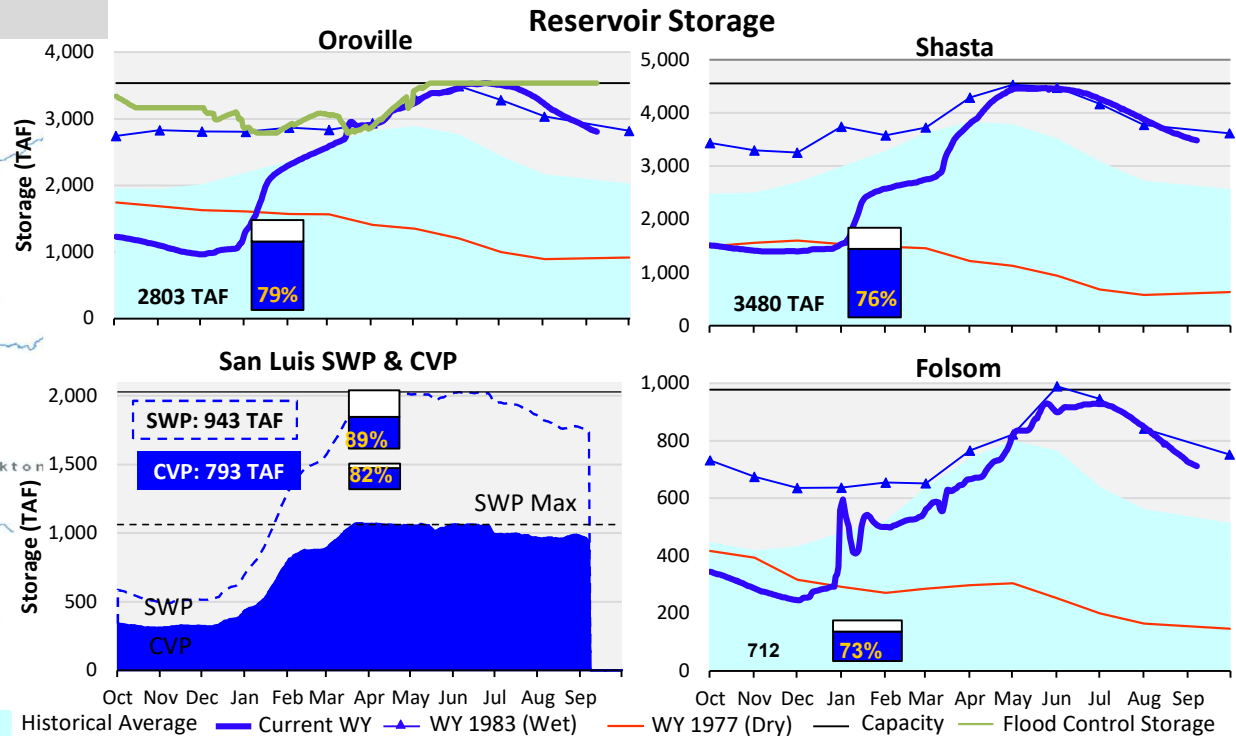 Reservoir Storage
Oroville
Storage (TAF)
4,000
3,000
2,000
1,000
0
2803 TAF
79%
Shasta
5,000
4,000
3,000
2,000
1,000
0
3480 TAF
76%
San Luis SWP & CVP
Storage (TAF)
2,000
1,500
1,000
500
0
SWP: 943 TAF
CVP: 793 TAF
89%
82%
SWP Max
SWP
CVP
Oct Nov Dec Jan Feb Mar Apr May Jun Jul Aug Sep
Folsom
1,000
800
600
400
200
0
712
73%
Oct Nov Dec Jan Feb Mar Apr May Jun Jul Aug Sep
kton
Historical Average Current WY WY 1983 (Wet) WY 1977 (Dry) Capacity Flood Control Storage